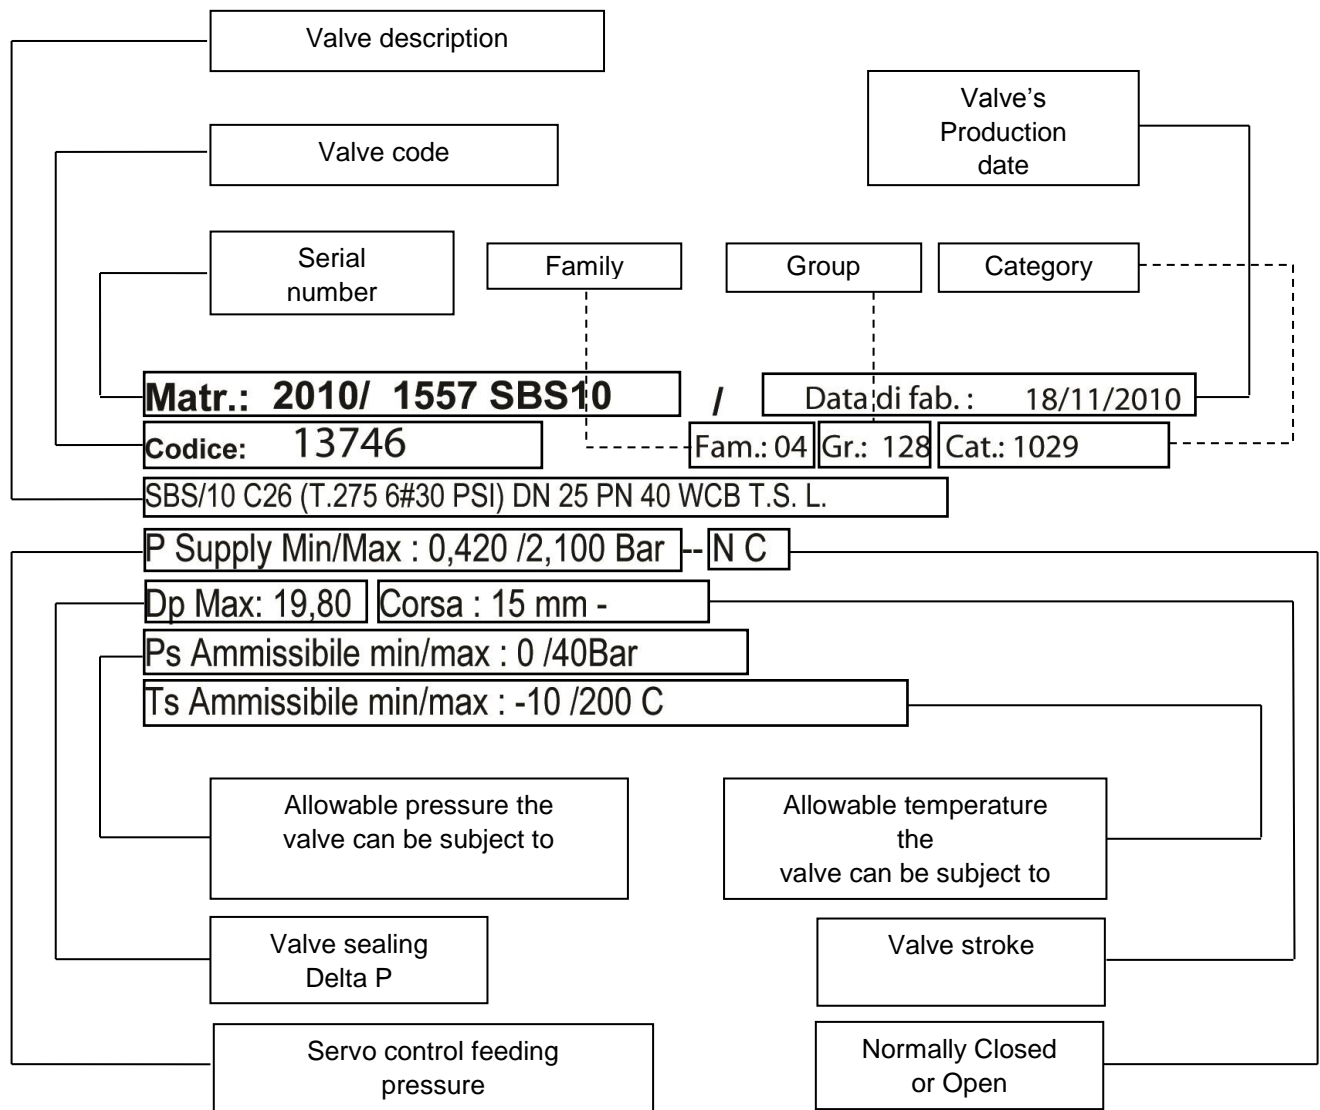 Valve description
Valve's
Production
date
Valve code
Serial
number
Family
Group
Category
Matr.: 2010/ 1557 SBS10 / Data di fab. : 18/11/2010
Codice: 13746 Fam.: 04 Gr.: 128 Cat.: 1029
SBS/10 C26 (T.275 6#30 PSI) DN 25 PN 40 WCB T.S. L.
P Supply Min/Max : 0,420 /2,100 Bar -- N C
Dp Max: 19,80 Corsa : 15 mm -
Ps Ammissibile min/max : 0 /40Bar
Ts Ammissibile min/max : -10 /200 C
Allowable pressure the
valve can be subject to
Allowable temperature
the
valve can be subject to
Valve sealing
Delta P
Valve stroke
Servo control feeding
pressure
Normally Closed
or Open